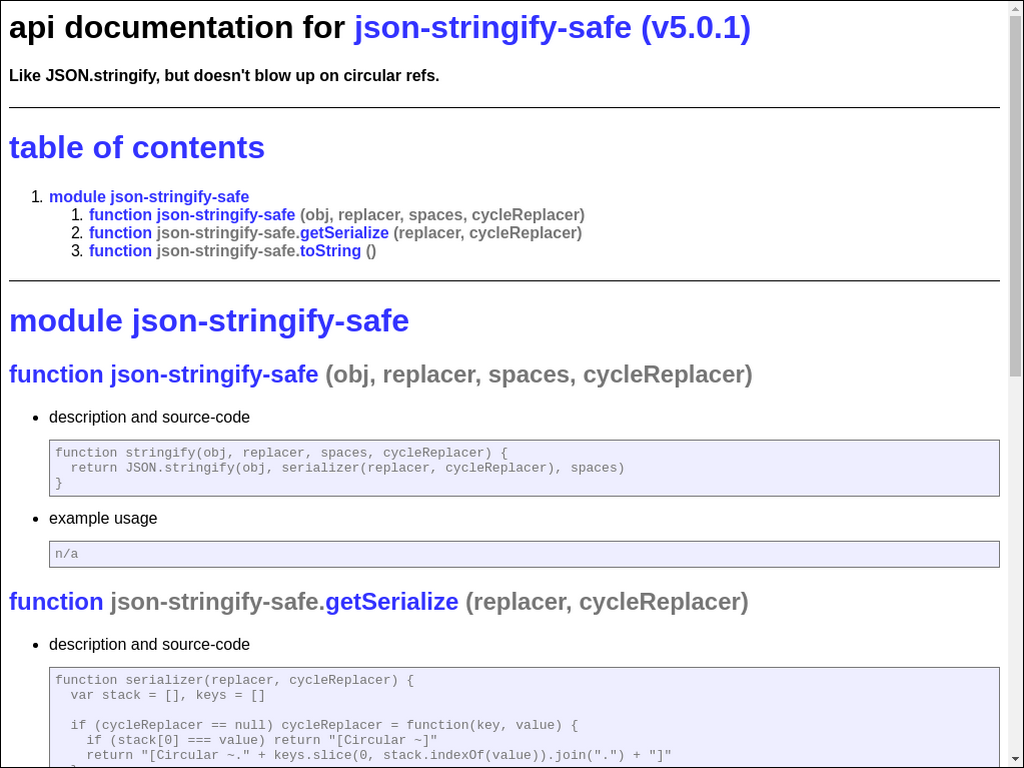 api documentation for json-stringify-safe (v5.0.1)
Like JSON.stringify, but doesn't blow up on circular refs.
table of contents
1. module json-stringify-safe
1. function json-stringify-safe (obj, replacer, spaces, cycleReplacer)
2. function json-stringify-safe.getSerialize (replacer, cycleReplacer)
3. function json-stringify-safe.toString ()
module json-stringify-safe
function json-stringify-safe (obj, replacer, spaces, cycleReplacer)
• description and source-code
function stringify(obj, replacer, spaces, cycleReplacer) {
  return JSON.stringify(obj, serializer(replacer, cycleReplacer), spaces)
}
• example usage
n/a
function json-stringify-safe.getSerialize (replacer, cycleReplacer)
• description and source-code
function serializer(replacer, cycleReplacer) {
  var stack = [], keys = []
  if (cycleReplacer == null) cycleReplacer = function(key, value) {
    if (stack[0] === value) return "[Circular ~]"
    return "[Circular ~." + keys.slice(0, stack.indexOf(value)).join(".") + "]"